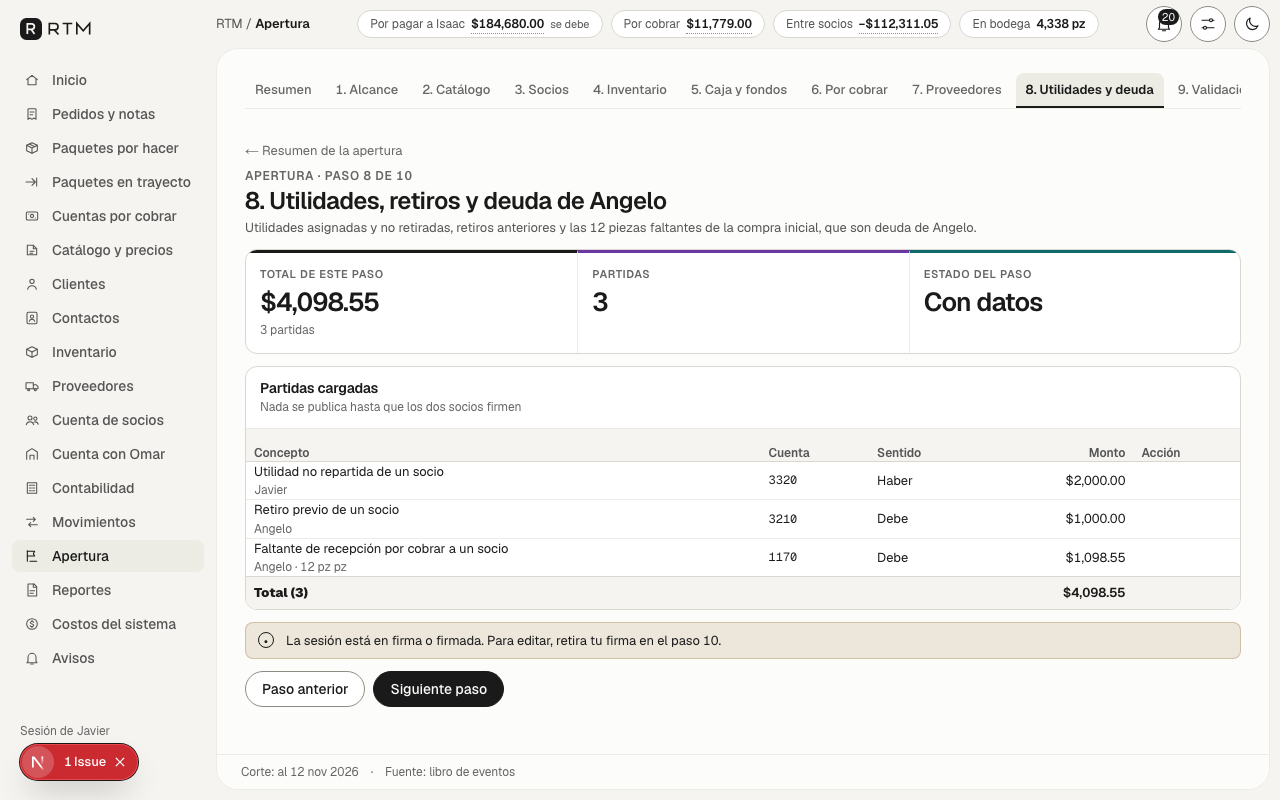 R RTM
RTM / Apertura
Por pagar a Isaac $184,680.00 se debe
Por cobrar $11,779.00
Entre socios −$112,311.05
En bodega 4,338 pz
20
Inicio
Pedidos y notas
Paquetes por hacer
Paquetes en trayecto
Cuentas por cobrar
Catálogo y precios
Clientes
Contactos
Inventario
Proveedores
Cuenta de socios
Cuenta con Omar
Contabilidad
Movimientos
Apertura
Reportes
Costos del sistema
Avisos
Sesión de Javier
N 1 Issue
Resumen
1. Alcance
2. Catálogo
3. Socios
4. Inventario
5. Caja y fondos
6. Por cobrar
7. Proveedores
8. Utilidades y deuda
9. Validació
← Resumen de la apertura
APERTURA · PASO 8 DE 10
8. Utilidades, retiros y deuda de Angelo
Utilidades asignadas y no retiradas, retiros anteriores y las 12 piezas faltantes de la compra inicial, que son deuda de Angelo.
TOTAL DE ESTE PASO
$4,098.55
3 partidas
PARTIDAS
3
ESTADO DEL PASO
Con datos
Partidas cargadas
Nada se publica hasta que los dos socios firmen
Concepto Cuenta Sentido Monto Acción
Utilidad no repartida de un socio
Javier
3320 Haber $2,000.00
Retiro previo de un socio
Angelo
3210 Debe $1,000.00
Faltante de recepción por cobrar a un socio
Angelo · 12 pz pz
1170 Debe $1,098.55
Total (3) $4,098.55
La sesión está en firma o firmada. Para editar, retira tu firma en el paso 10.
Paso anterior
Siguiente paso
Corte: al 12 nov 2026 · Fuente: libro de eventos